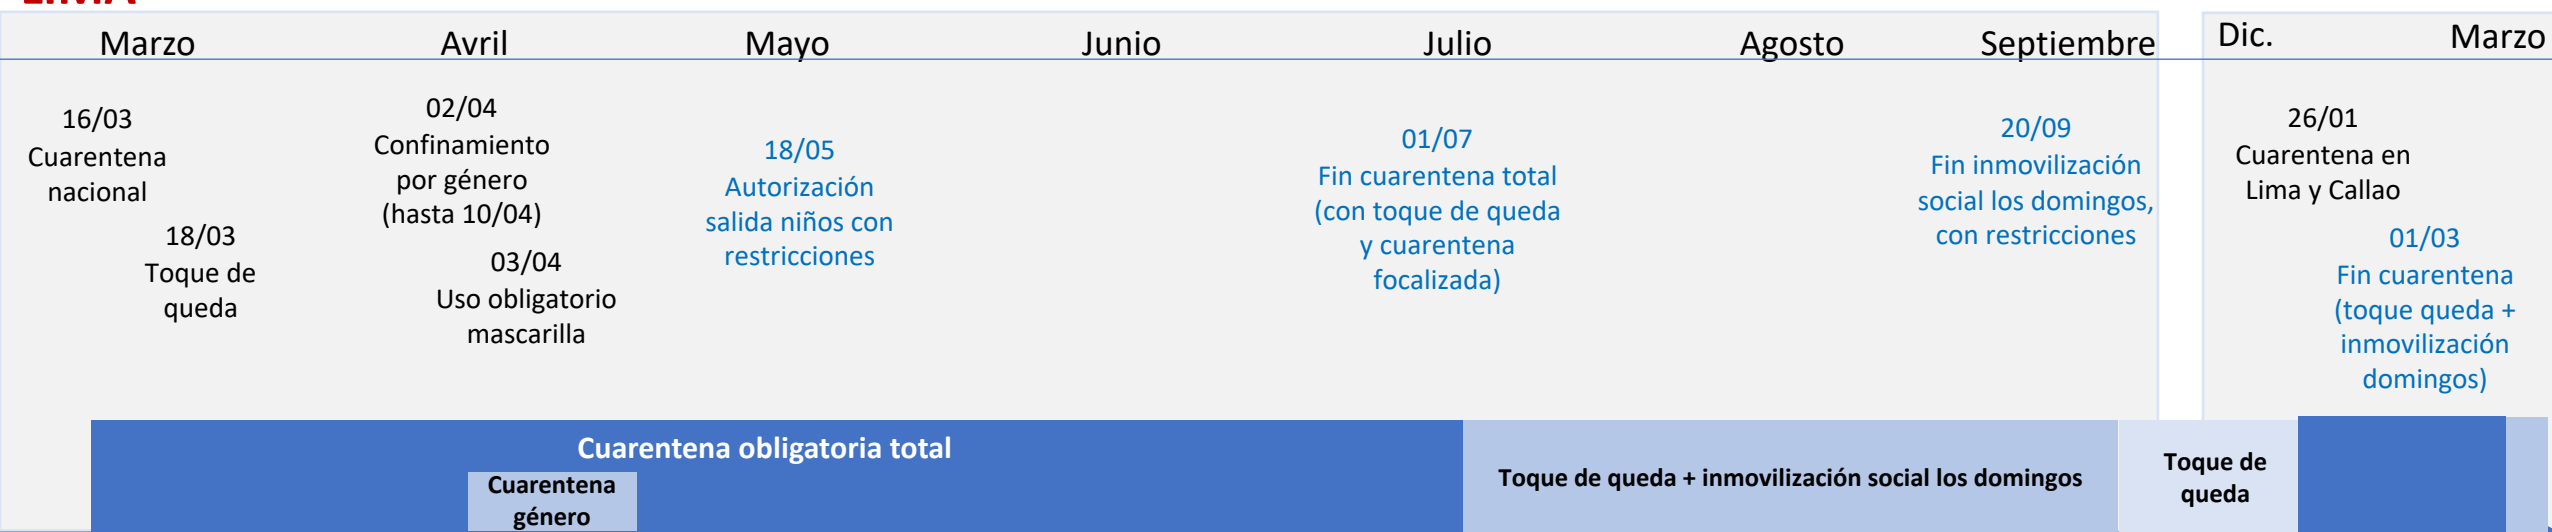 Marzo
Avril
Mayo
Junio
Julio
Agosto
Septiembre
Dic.
Marzo
16/03
Cuarentena
nacional
18/03
Toque de
queda
02/04
Confinamiento
por género
(hasta 10/04)
03/04
Uso obligatorio
mascarilla
18/05
Autorización
salida niños con
restricciones
01/07
Fin cuarentena total
(con toque de queda
y cuarentena
focalizada)
20/09
Fin inmovilización
social los domingos,
con restricciones
26/01
Cuarentena en
Lima y Callao
01/03
Fin cuarentena
(toque queda +
inmovilización
domingos)
Cuarentena obligatoria total
Cuarentena
género
Toque de queda + inmovilización social los domingos
Toque de
queda